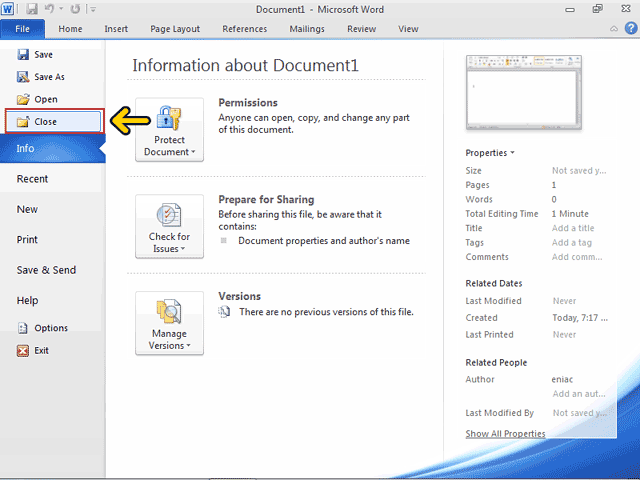 Document1 - Microsoft Word
File Home Insert Page Layout References Mailings Review View
Save
Save As
Open
Close
Info
Recent
New
Print
Save & Send
Help
Options
Exit
Information about Document1
Protect
Document
Permissions
Anyone can open, copy, and change any part
of this document.
Check for
Issues
Prepare for Sharing
Before sharing this file, be aware that it
contains:
Document properties and author's name
Manage
Versions
Versions
There are no previous versions of this file.
Properties
Size Not saved y...
Pages 1
Words 0
Total Editing Time 1 Minute
Title Add a title
Tags Add a tag
Comments Add comm...
Related Dates
Last Modified Never
Created Today, 7:17 ...
Last Printed Never
Related People
Author eniac
Add an aut...
Last Modified By Not saved y...
Show All Properties